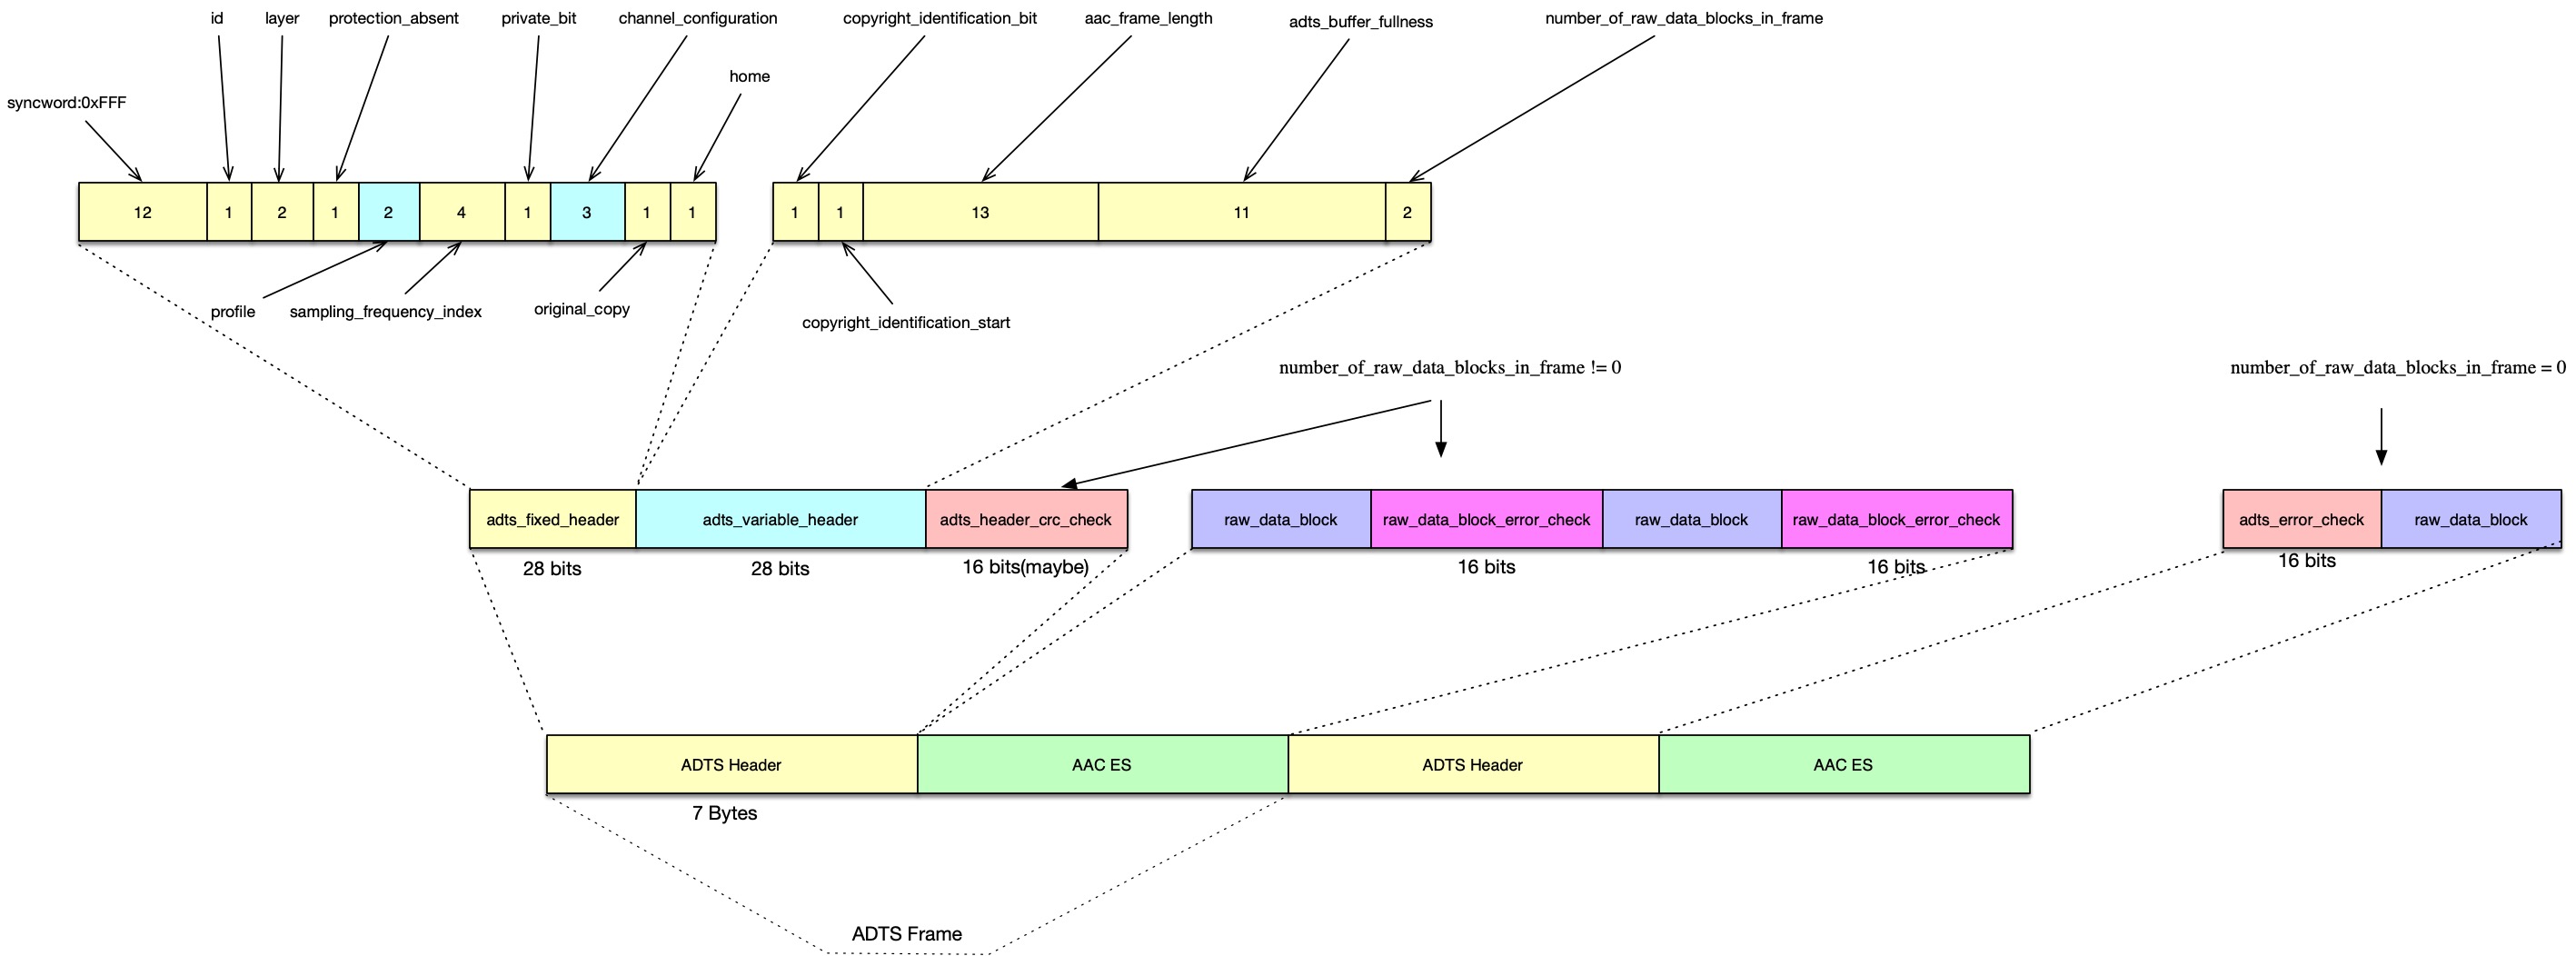 id
layer
protection_absent
private_bit
channel_configuration
copyright_identification_bit
aac_frame_length
adts_buffer_fullness
number_of_raw_data_blocks_in_frame
home
syncword:0xFFF
12
1
2
1
2
4
1
3
1
1
1
1
13
11
2
profile
sampling_frequency_index
original_copy
copyright_identification_start
number_of_raw_data_blocks_in_frame != 0
number_of_raw_data_blocks_in_frame = 0
adts_fixed_header
adts_variable_header
adts_header_crc_check
raw_data_block
raw_data_block_error_check
raw_data_block
raw_data_block_error_check
adts_error_check
raw_data_block
28 bits
28 bits
16 bits(maybe)
16 bits
16 bits
16 bits
ADTS Header
AAC ES
ADTS Header
AAC ES
7 Bytes
ADTS Frame